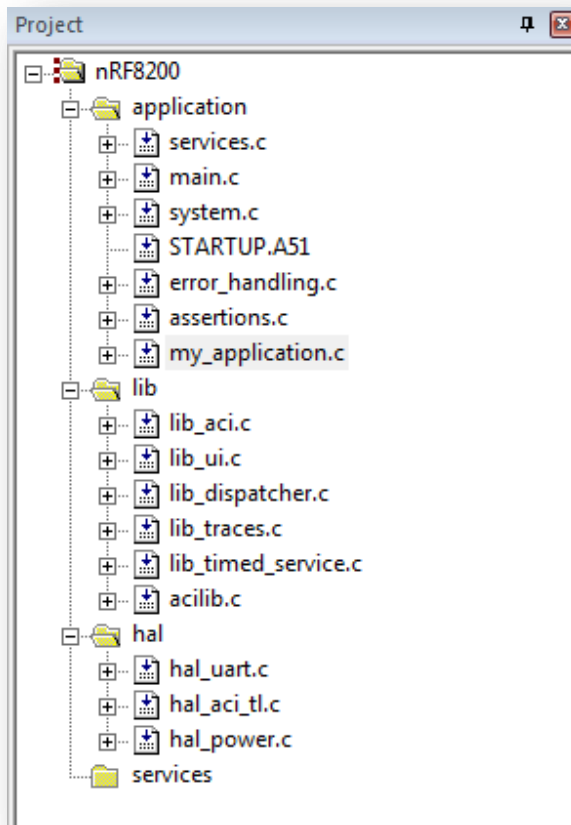 Project
nRF8200
application
services.c
main.c
system.c
STARTUP.A51
error_handling.c
assertions.c
my_application.c
lib
lib_aci.c
lib_ui.c
lib_dispatcher.c
lib_traces.c
lib_timed_service.c
acilib.c
hal
hal_uart.c
hal_aci_tl.c
hal_power.c
services